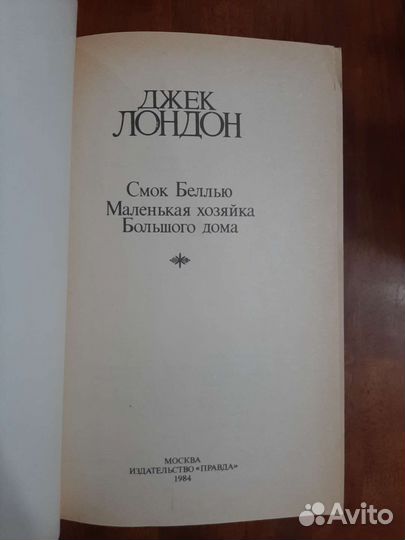 ДЖЕК
ЛОНДОН
Смок Беллью
Маленькая хозяйка
Большого дома
МОСКВА
ИЗДАТЕЛЬСТВО «ПРАВДА»
1984
Avito